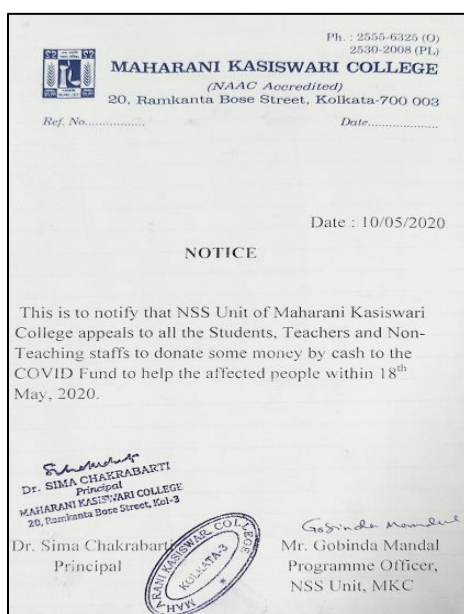 Ph. : 2555-6325 (O)
2530-2008 (PL)
MAHARANI KASISWARI COLLEGE
(NAAC Accredited)
20, Ramkanta Bose Street, Kolkata-700 003
Ref. No................ Date...................
Date : 10/05/2020
NOTICE
This is to notify that NSS Unit of Maharani Kasiswari
College appeals to all the Students, Teachers and Non-
Teaching staffs to donate some money by cash to the
COVID Fund to help the affected people within 18th
May, 2020.
Dr. SIMA CHAKRABARTI
Principal
MAHARANI KASISWARI COLLEGE
20, Ramkanta Bose Street, Kol-3
Gobinda Mandal
Dr. Sima Chakrabarti
Principal
MAHARANI KASISWARI COLLEGE
KOLKATA-3
Mr. Gobinda Mandal
Programme Officer,
NSS Unit, MKC